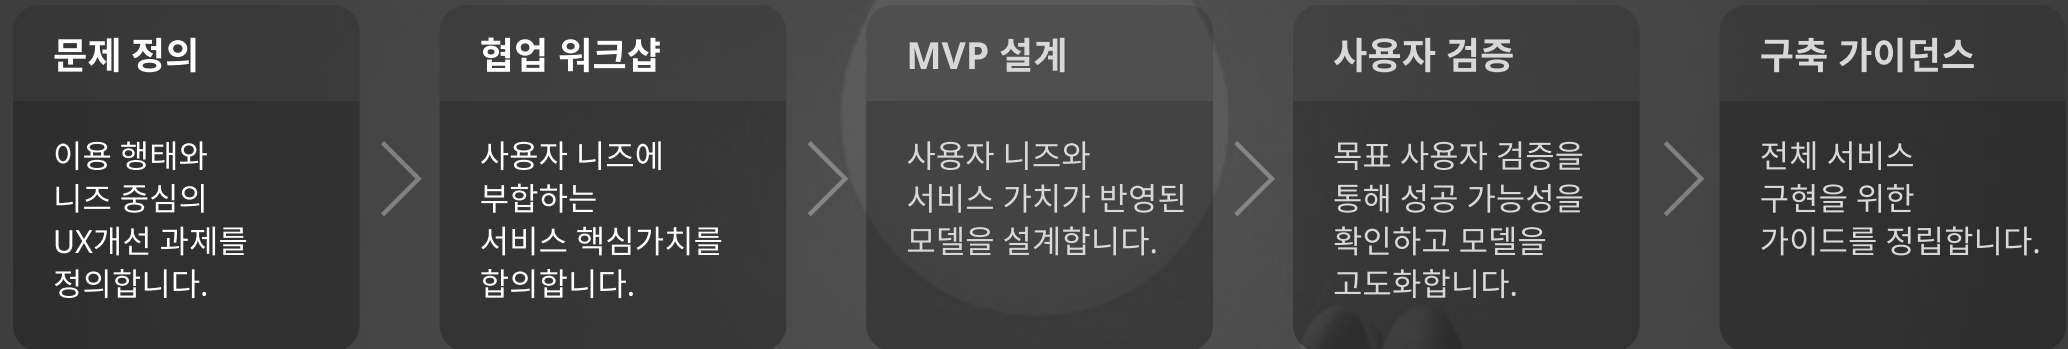 문제 정의
이용 행태와
니즈 중심의
UX개선 과제를
정의합니다.
협업 워크샵
사용자 니즈에
부합하는
서비스 핵심가치를
합의합니다.
MVP 설계
사용자 니즈와
서비스 가치가 반영된
모델을 설계합니다.
사용자 검증
목표 사용자 검증을
통해 성공 가능성을
확인하고 모델을
고도화합니다.
구축 가이던스
전체 서비스
구현을 위한
가이드를 정립합니다.